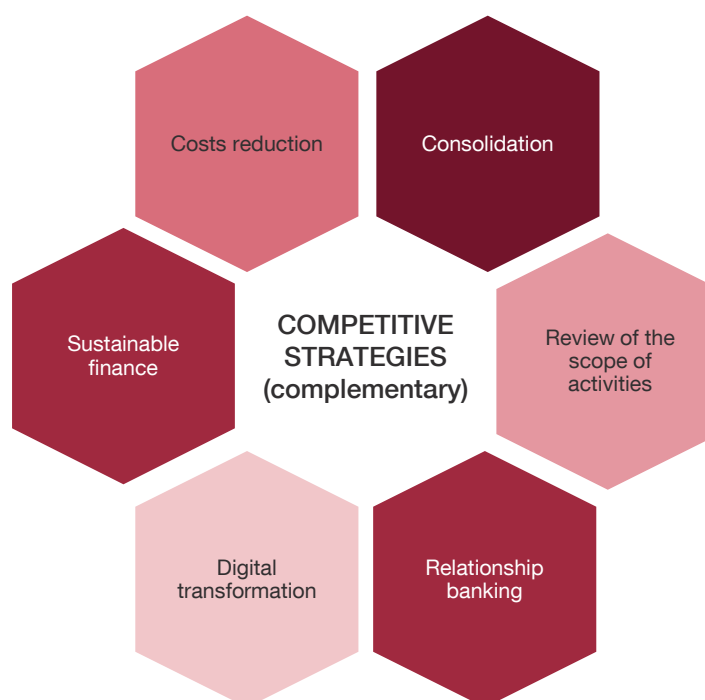 Costs reduction
Consolidation
Sustainable
finance
COMPETITIVE
STRATEGIES
(complementary)
Review of the
scope of
activities
Digital
transformation
Relationship
banking